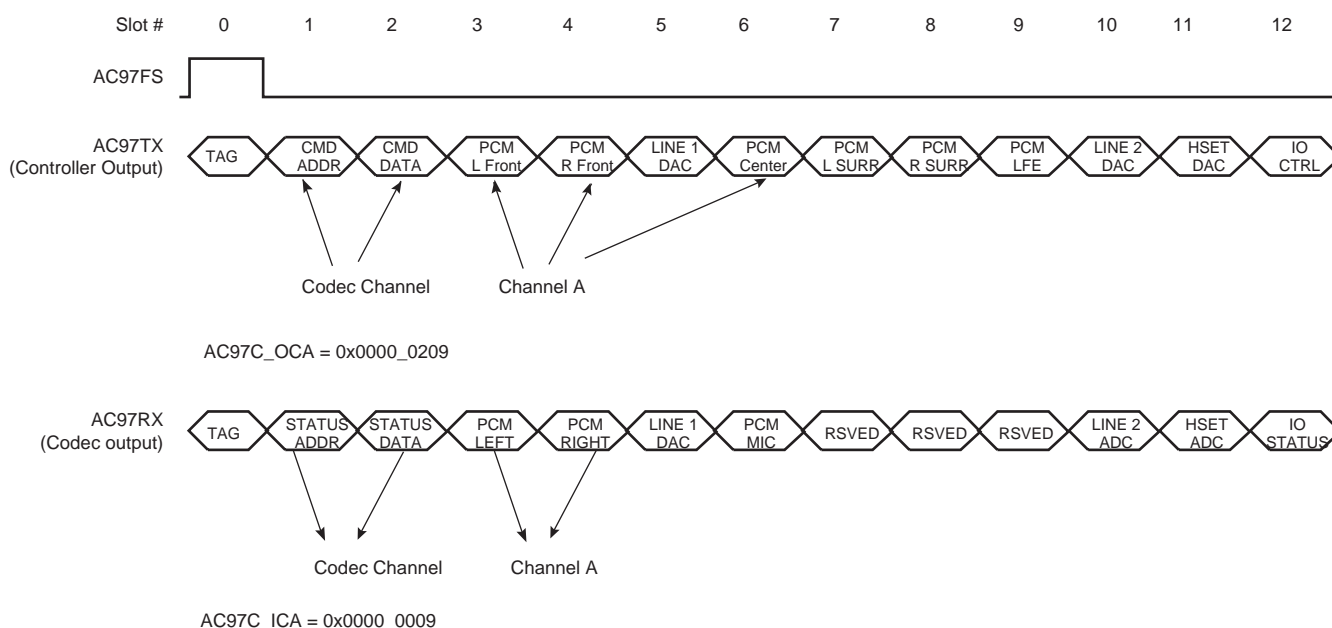 Slot # 0 1 2 3 4 5 6 7 8 9 10 11 12
AC97FS
AC97TX
(Controller Output)
TAG
CMD
ADDR
CMD
DATA
PCM
L Front
PCM
R Front
LINE 1
DAC
PCM
Center
PCM
L SURR
PCM
R SURR
PCM
LFE
LINE 2
DAC
HSET
DAC
IO
CTRL
Codec Channel
Channel A
AC97C_OCA = 0x0000_0209
AC97RX
(Codec output)
TAG
STATUS
ADDR
STATUS
DATA
PCM
LEFT
PCM
RIGHT
LINE 1
DAC
PCM
MIC
RSVED
RSVED
RSVED
LINE 2
ADC
HSET
ADC
IO
STATUS
Codec Channel
Channel A
AC97C_ICA = 0x0000_0009